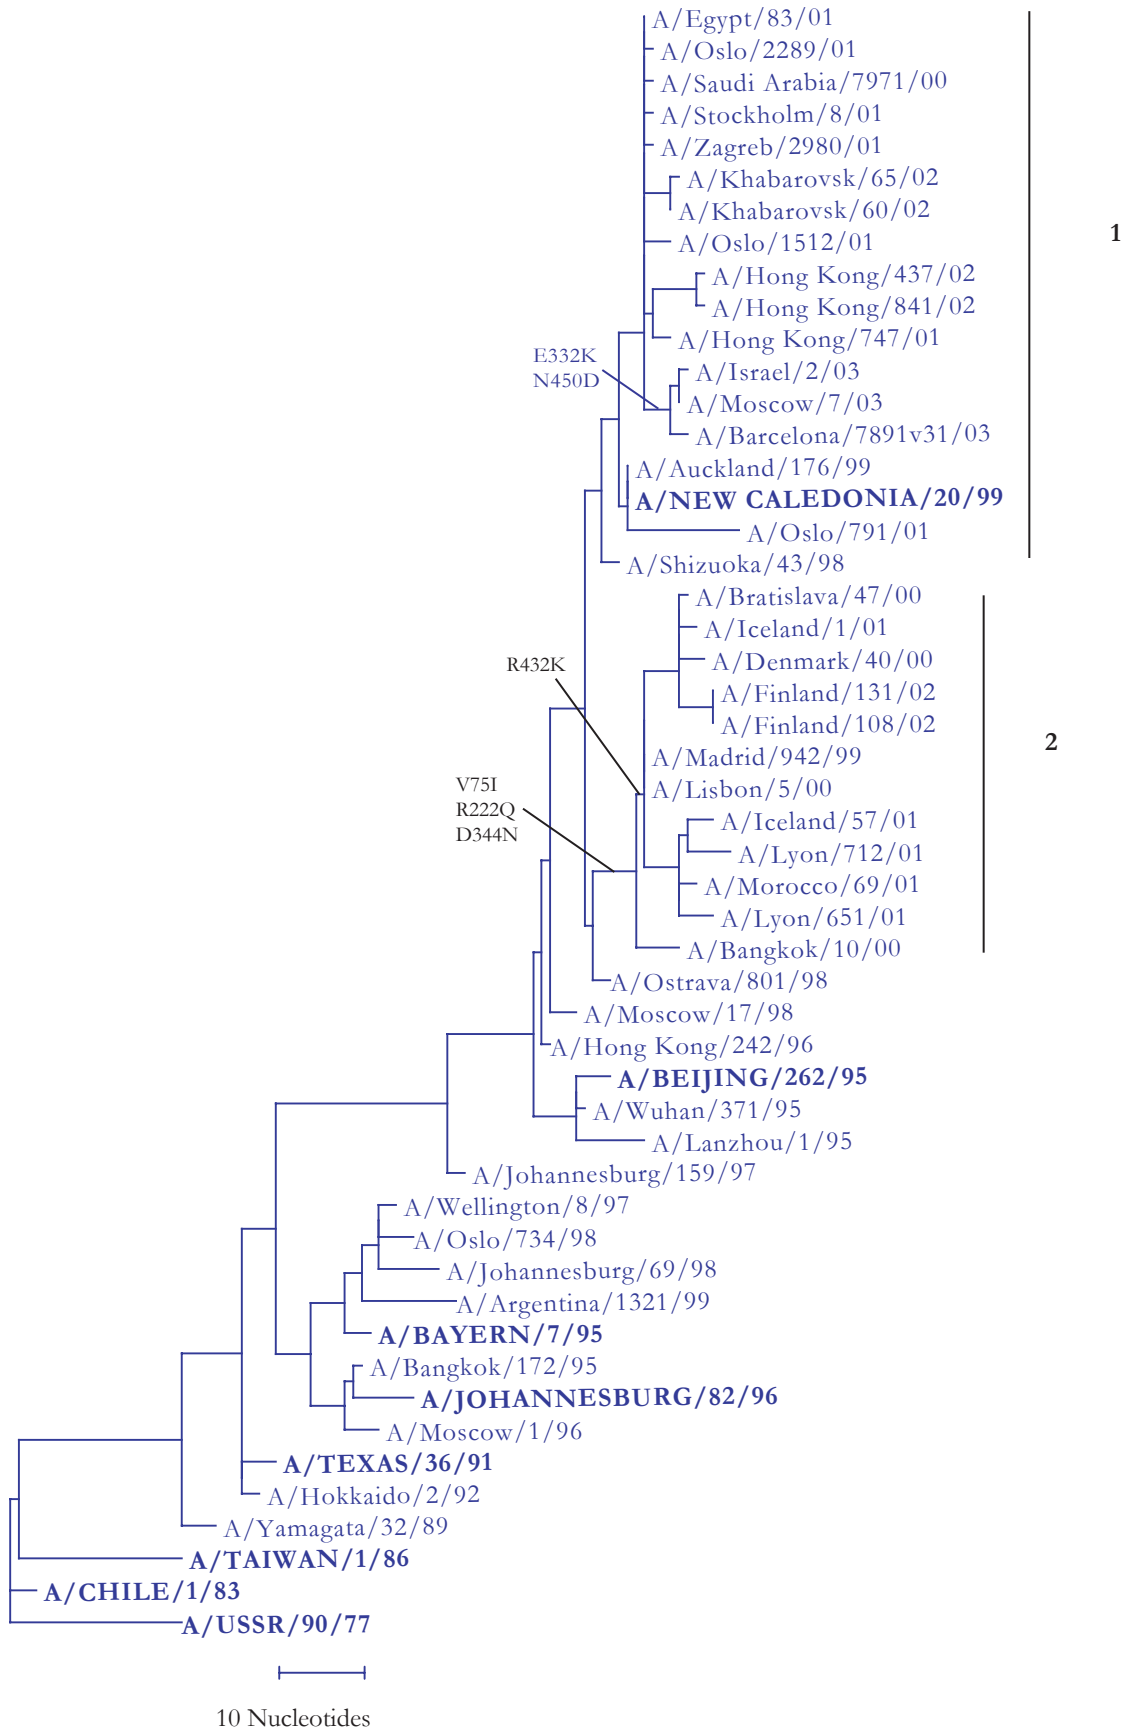 A/Egypt/83/01
A/Oslo/2289/01
A/Saudi Arabia/7971/00
A/Stockholm/8/01
A/Zagreb/2980/01
A/Khabarovsk/65/02
A/Khabarovsk/60/02
1
A/Oslo/1512/01
A/Hong Kong/437/02
A/Hong Kong/841/02
A/Hong Kong/747/01
E332K
N450D
A/Israel/2/03
A/Moscow/7/03
A/Barcelona/7891v31/03
A/Auckland/176/99
A/NEW CALEDONIA/20/99
A/Oslo/791/01
A/Shizuoka/43/98
A/Bratislava/47/00
A/Iceland/1/01
A/Denmark/40/00
R432K
A/Finland/131/02
A/Finland/108/02
2
A/Madrid/942/99
A/Lisbon/5/00
V75I
R222Q
D344N
A/Iceland/57/01
A/Lyon/712/01
A/Morocco/69/01
A/Lyon/651/01
A/Bangkok/10/00
A/Ostrava/801/98
A/Moscow/17/98
A/Hong Kong/242/96
A/BEIJING/262/95
A/Wuhan/371/95
A/Lanzhou/1/95
A/Johannesburg/159/97
A/Wellington/8/97
A/Oslo/734/98
A/Johannesburg/69/98
A/Argentina/1321/99
A/BAYERN/7/95
A/Bangkok/172/95
A/JOHANNESBURG/82/96
A/Moscow/1/96
A/TEXAS/36/91
A/Hokkaido/2/92
A/Yamagata/32/89
A/TAIWAN/1/86
A/CHILE/1/83
A/USSR/90/77
10 Nucleotides